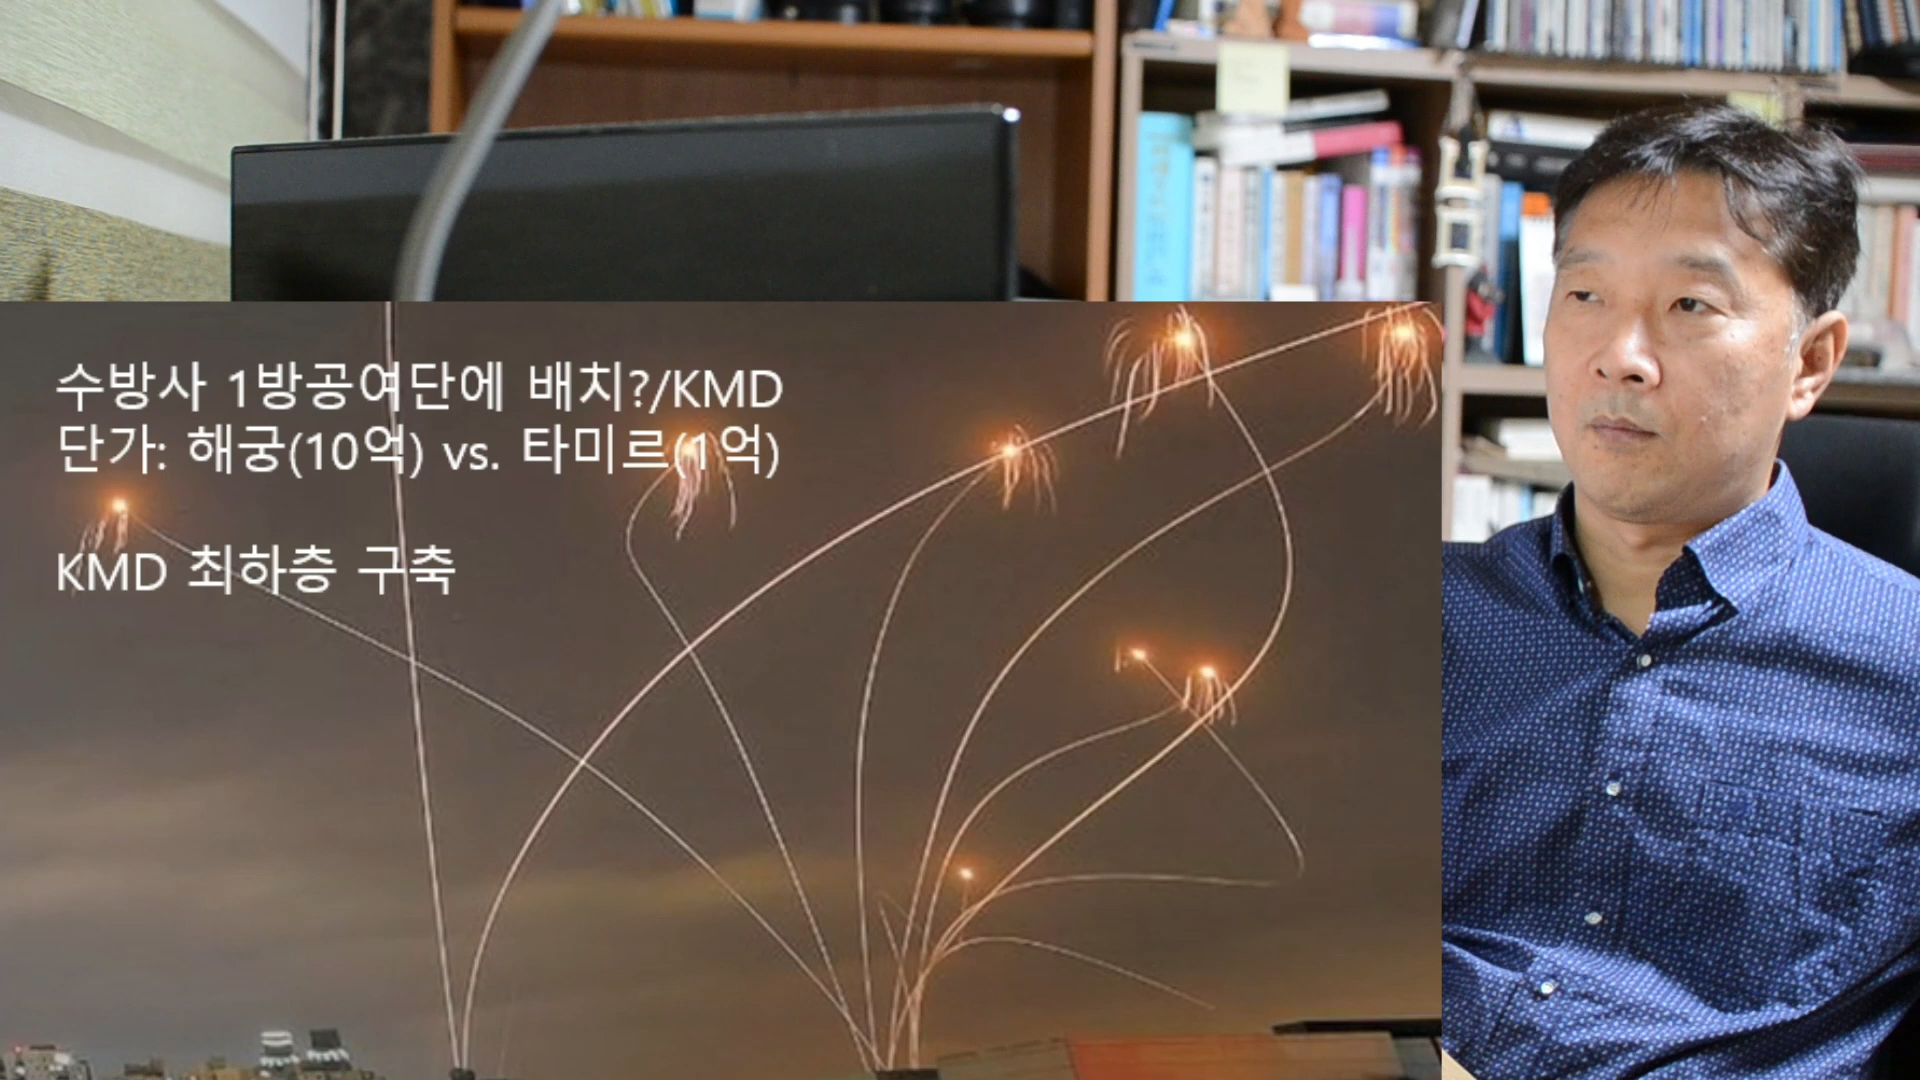 수방사 1방공여단에 배치?/KMD
단가: 해궁(10억) vs. 타미르(1억)
KMD 최하층 구축